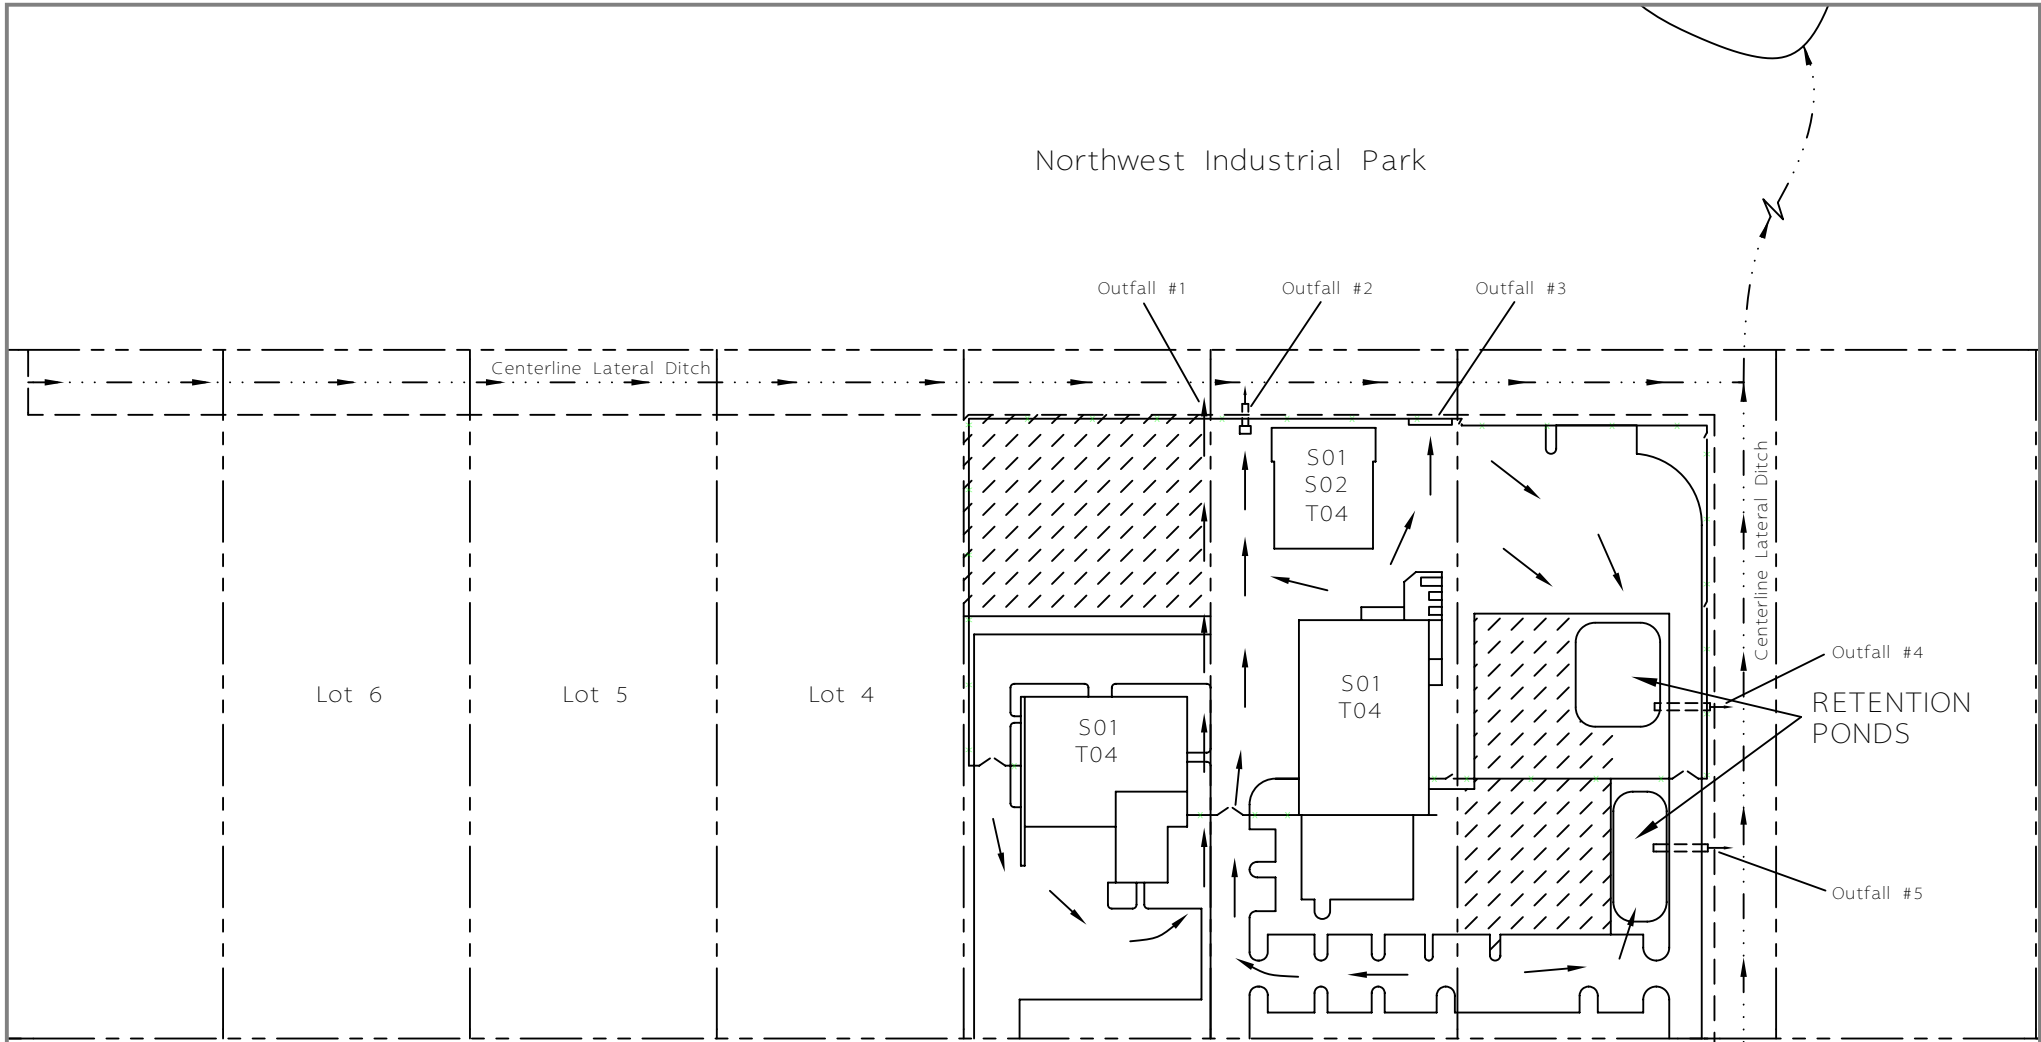 Northwest Industrial Park
Outfall #1
Outfall #2
Outfall #3
Centerline Lateral Ditch
Centerline Lateral Ditch
S01
S02
T04
Lot 6
Lot 5
Lot 4
S01
T04
S01
T04
Outfall #4
RETENTION
PONDS
Outfall #5